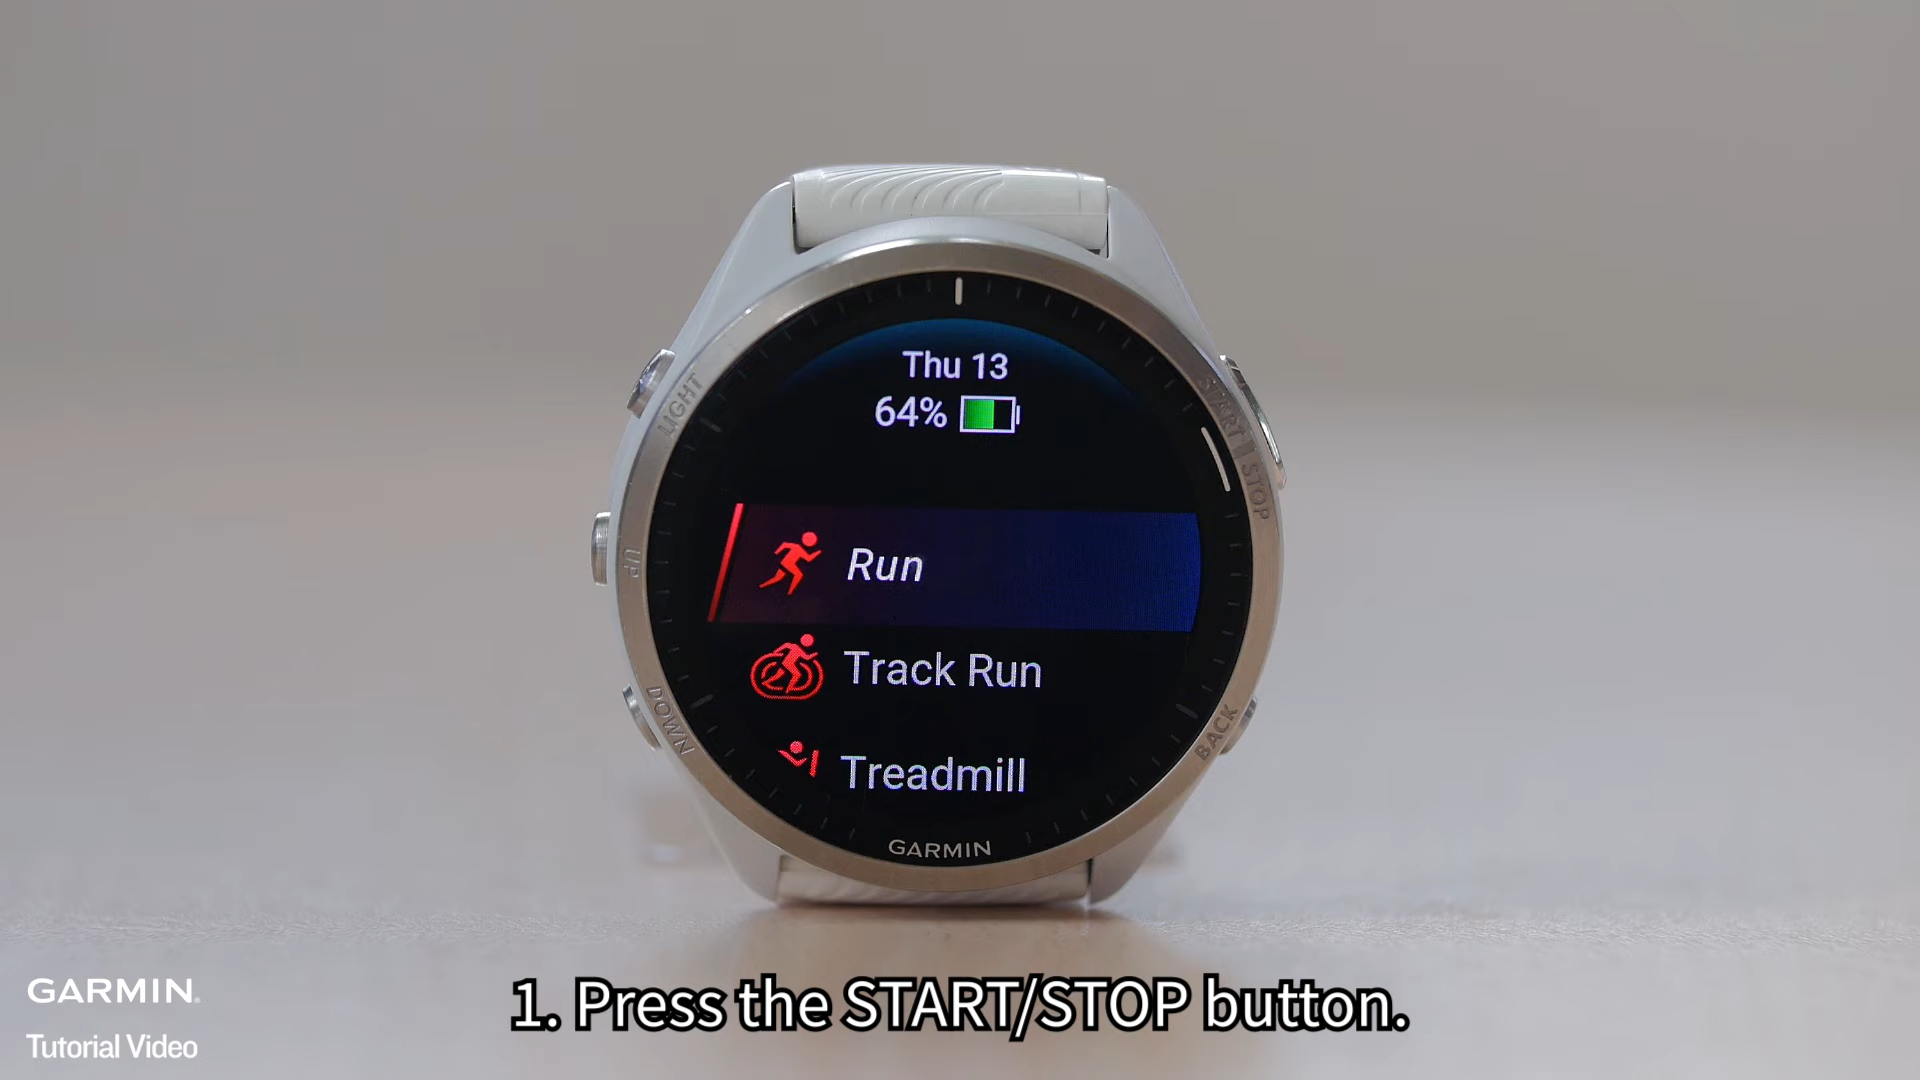 Thu 13
64%
LIGHT
START | STOP
Run
UP
Track Run
DOWN
BACK
Treadmill
GARMIN
1. Press the START/STOP button.
GARMIN®
Tutorial Video